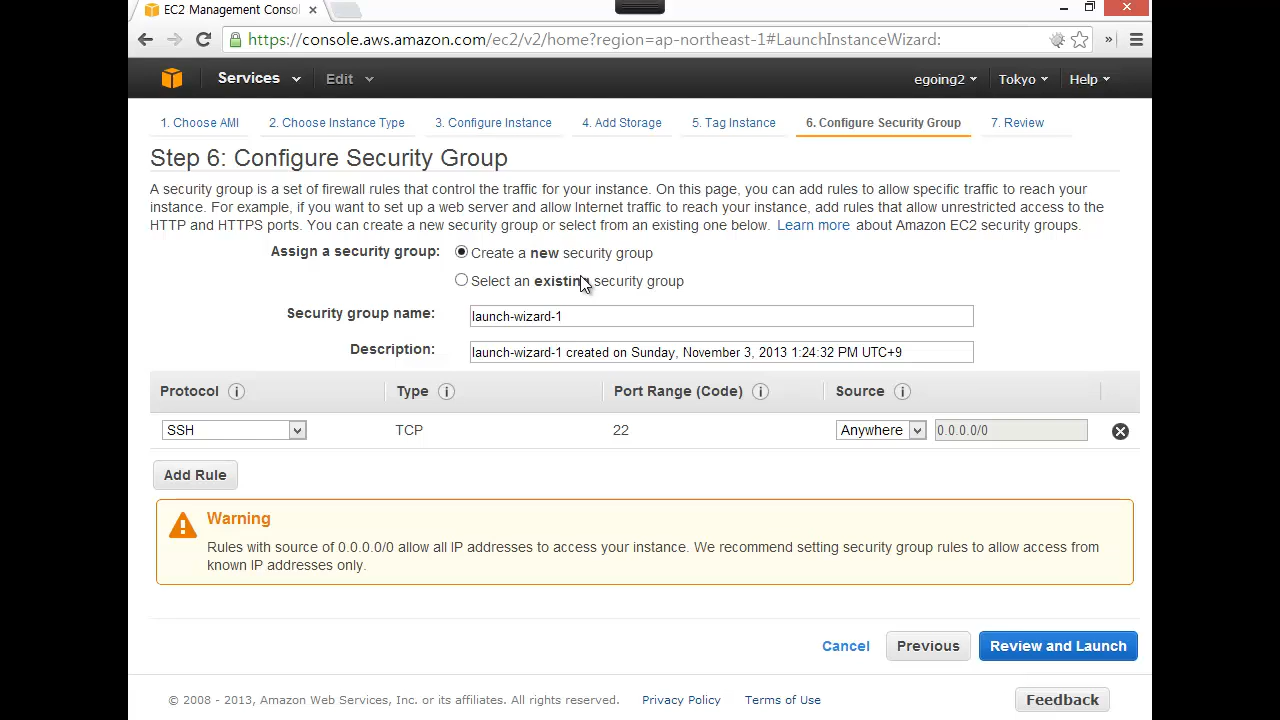 EC2 Management Consol
https://console.aws.amazon.com/ec2/v2/home?region=ap-northeast-1#LaunchInstanceWizard:
Services Edit egoing2 Tokyo Help
1. Choose AMI 2. Choose Instance Type 3. Configure Instance 4. Add Storage 5. Tag Instance 6. Configure Security Group 7. Review
Step 6: Configure Security Group
A security group is a set of firewall rules that control the traffic for your instance. On this page, you can add rules to allow specific traffic to reach your
instance. For example, if you want to set up a web server and allow Internet traffic to reach your instance, add rules that allow unrestricted access to the
HTTP and HTTPS ports. You can create a new security group or select from an existing one below. Learn more about Amazon EC2 security groups.
Assign a security group: Create a new security group
Select an existing security group
Security group name: launch-wizard-1
Description: launch-wizard-1 created on Sunday, November 3, 2013 1:24:32 PM UTC+9
Protocol i Type i Port Range (Code) i Source i
SSH TCP 22 Anywhere 0.0.0.0/0
Add Rule
Warning
Rules with source of 0.0.0.0/0 allow all IP addresses to access your instance. We recommend setting security group rules to allow access from
known IP addresses only.
Cancel Previous Review and Launch
© 2008 - 2013, Amazon Web Services, Inc. or its affiliates. All rights reserved. Privacy Policy Terms of Use Feedback